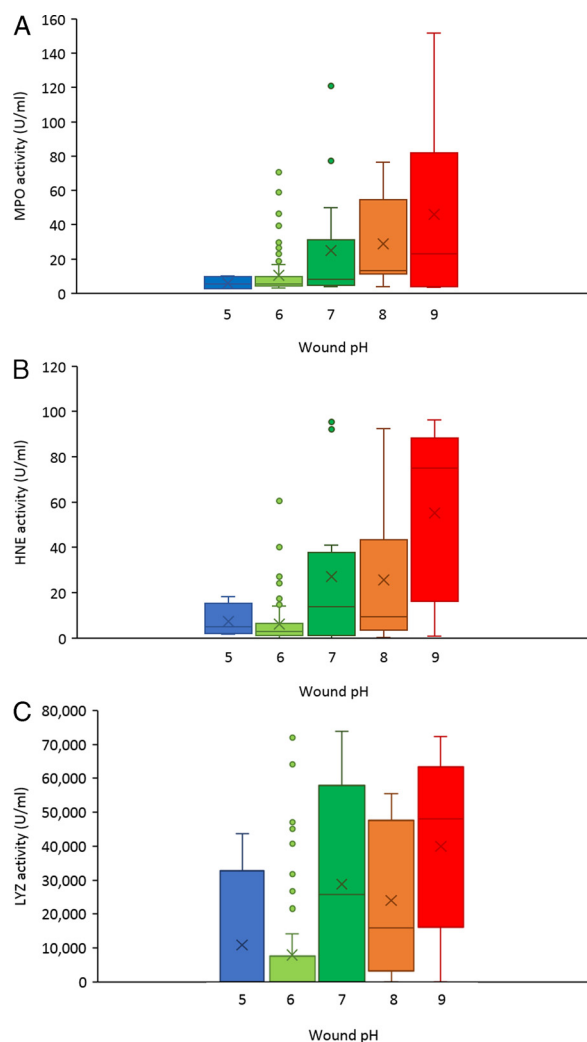 A
160
140
120
100
80
60
40
20
0
MPO activity (U/ml)
5 6 7 8 9
Wound pH
B
120
100
80
60
40
20
0
HNE activity (U/ml)
5 6 7 8 9
Wound pH
C
80,000
70,000
60,000
50,000
40,000
30,000
20,000
10,000
0
LYZ activity (U/ml)
5 6 7 8 9
Wound pH